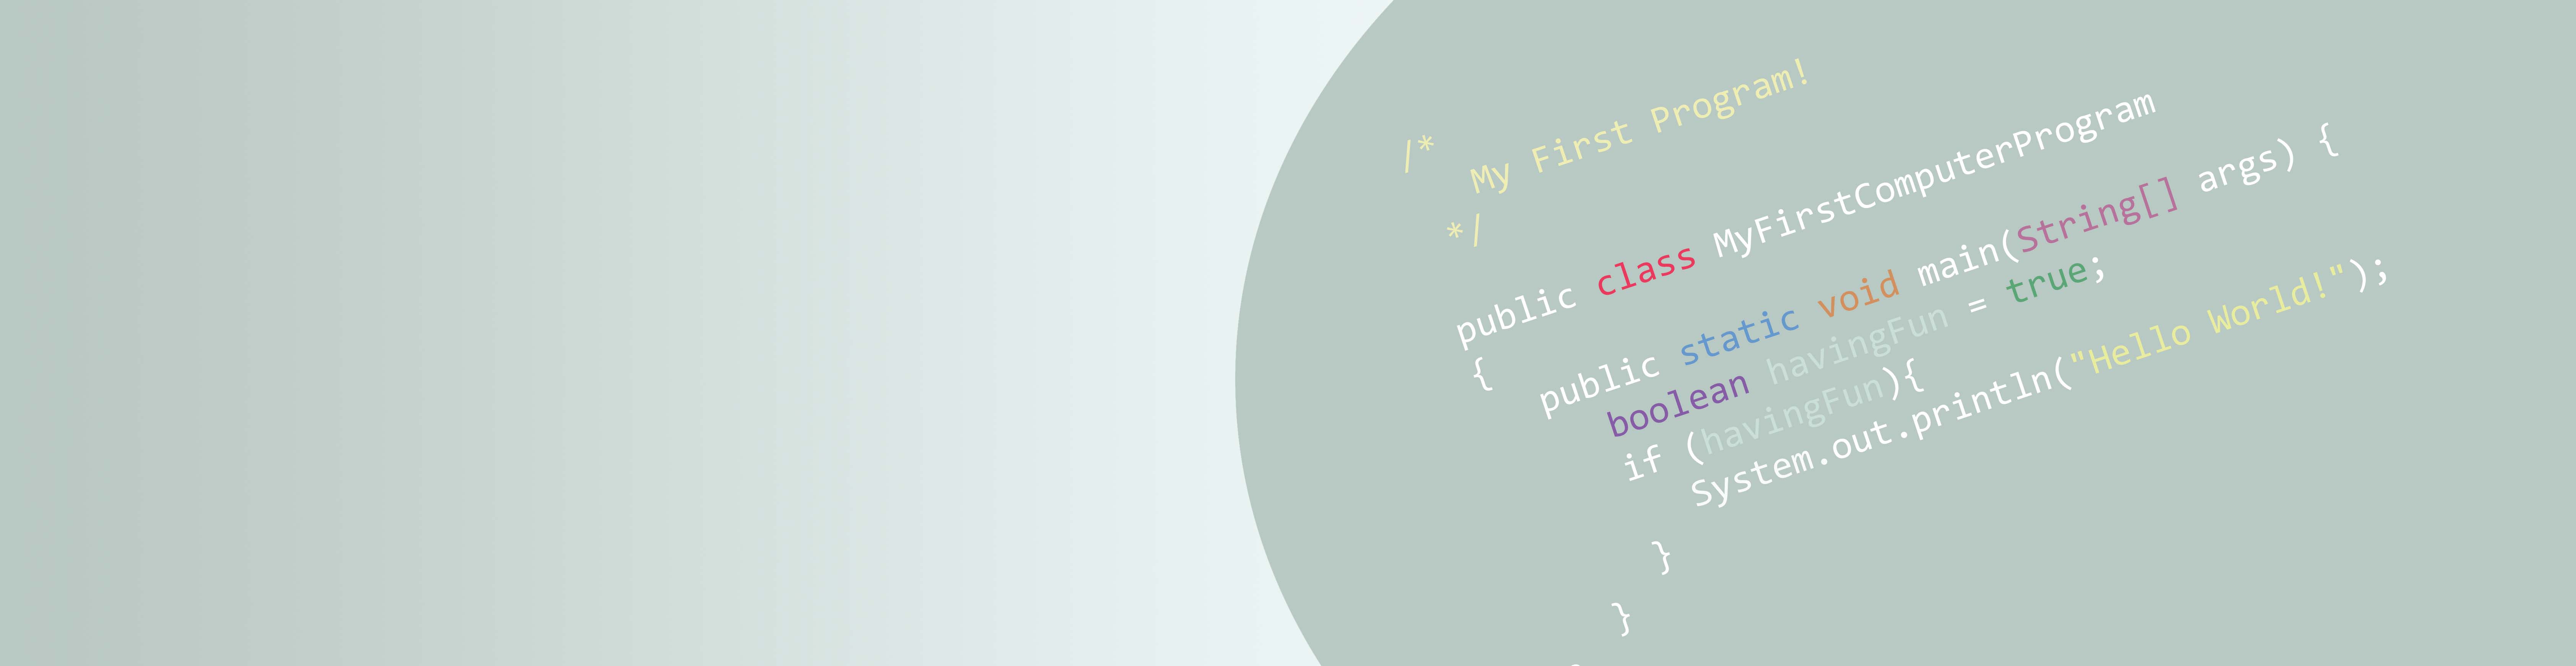 /*
My First Program!
*/
public class MyFirstComputerProgram
{
public static void main(String[] args) {
boolean havingFun = true;
if (havingFun){
System.out.println("Hello World!");
}
}